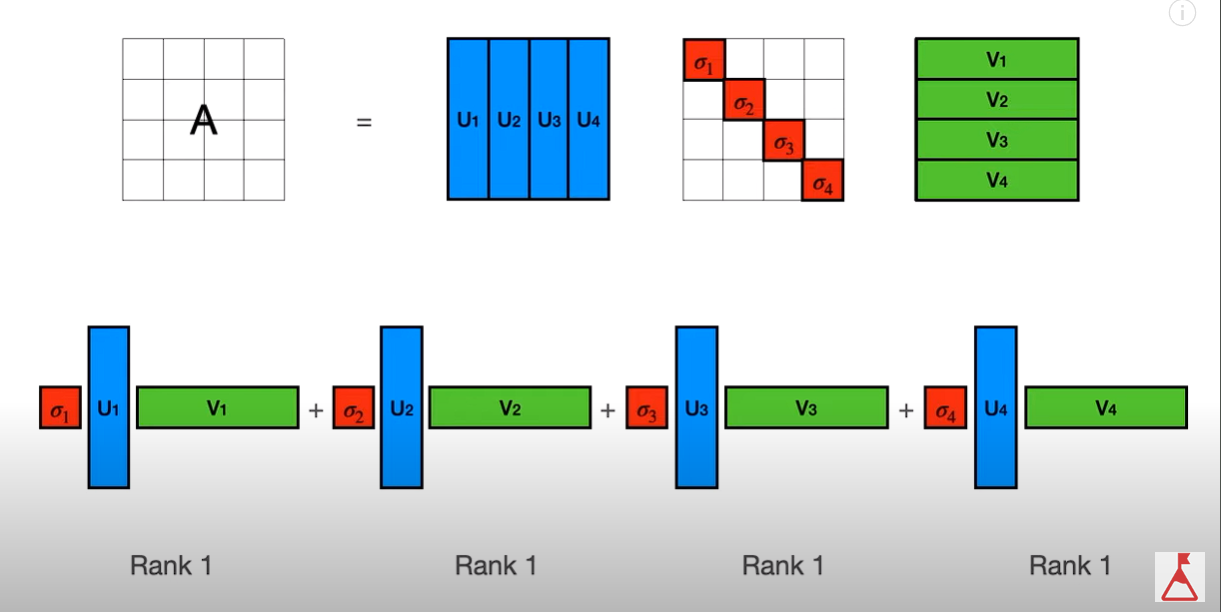 A = U1 U2 U3 U4 σ1 σ2 σ3 σ4 V1 V2 V3 V4
σ1 U1 V1 + σ2 U2 V2 + σ3 U3 V3 + σ4 U4 V4
Rank 1 Rank 1 Rank 1 Rank 1